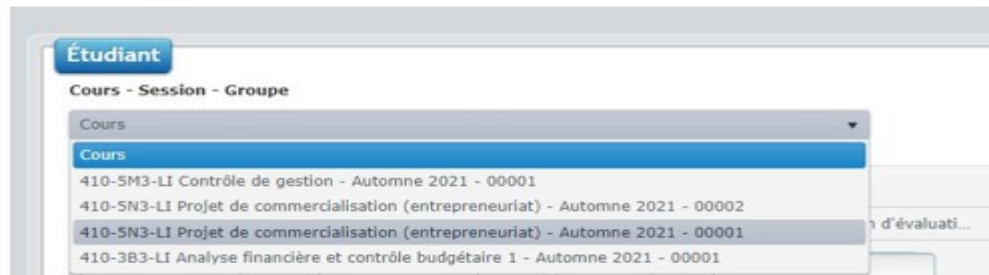 Étudiant
Cours - Session - Groupe
Cours
Cours
410-5M3-LI Contrôle de gestion - Automne 2021 - 00001
410-5N3-LI Projet de commercialisation (entrepreneuriat) - Automne 2021 - 00002
410-5N3-LI Projet de commercialisation (entrepreneuriat) - Automne 2021 - 00001
d'évaluati...
410-3B3-LI Analyse financière et contrôle budgétaire 1 - Automne 2021 - 00001